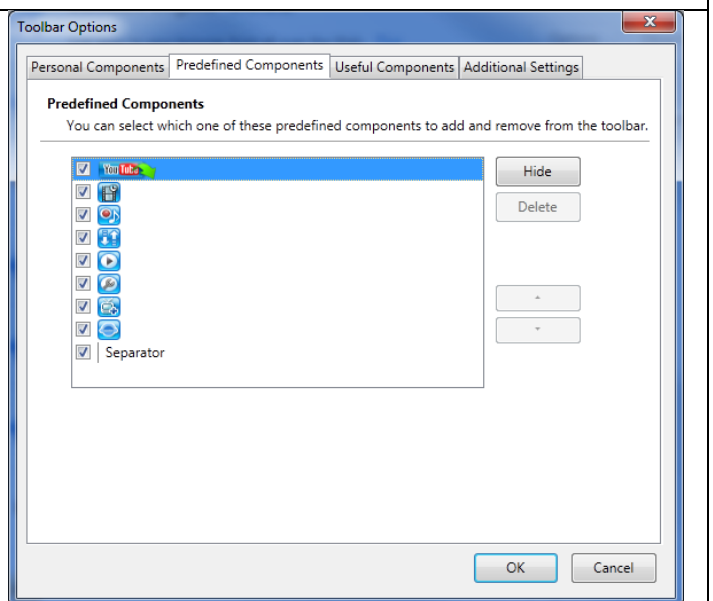 Toolbar Options
Personal Components Predefined Components Useful Components Additional Settings
Predefined Components
You can select which one of these predefined components to add and remove from the toolbar.
YouTube
Hide
Delete
Separator
OK Cancel